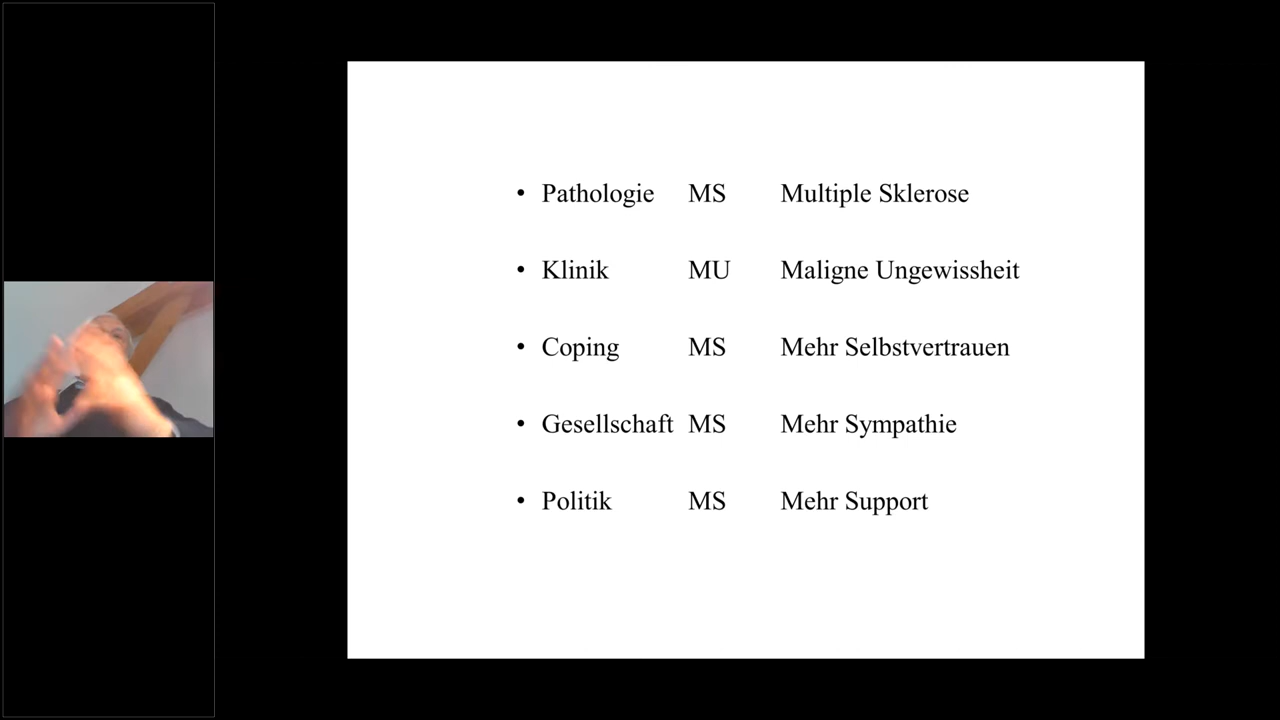 • Pathologie MS Multiple Sklerose
• Klinik MU Maligne Ungewissheit
• Coping MS Mehr Selbstvertrauen
• Gesellschaft MS Mehr Sympathie
• Politik MS Mehr Support